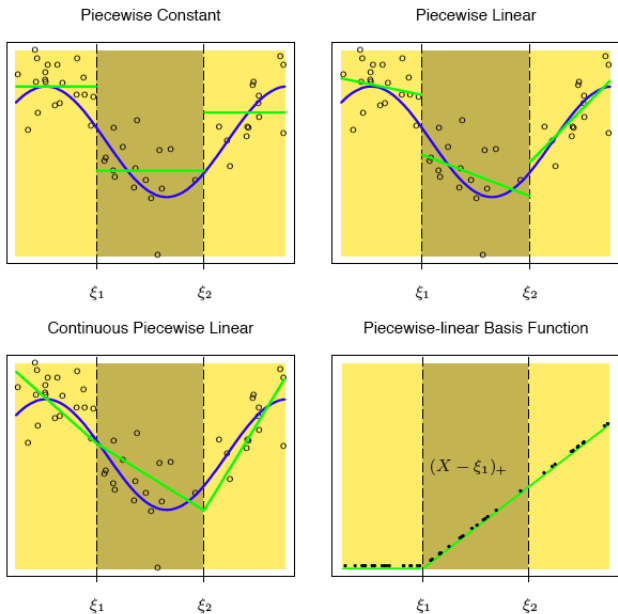 Piecewise Constant
Piecewise Linear
ξ₁ ξ₂
ξ₁ ξ₂
Continuous Piecewise Linear
Piecewise-linear Basis Function
(X − ξ₁)₊
ξ₁ ξ₂
ξ₁ ξ₂